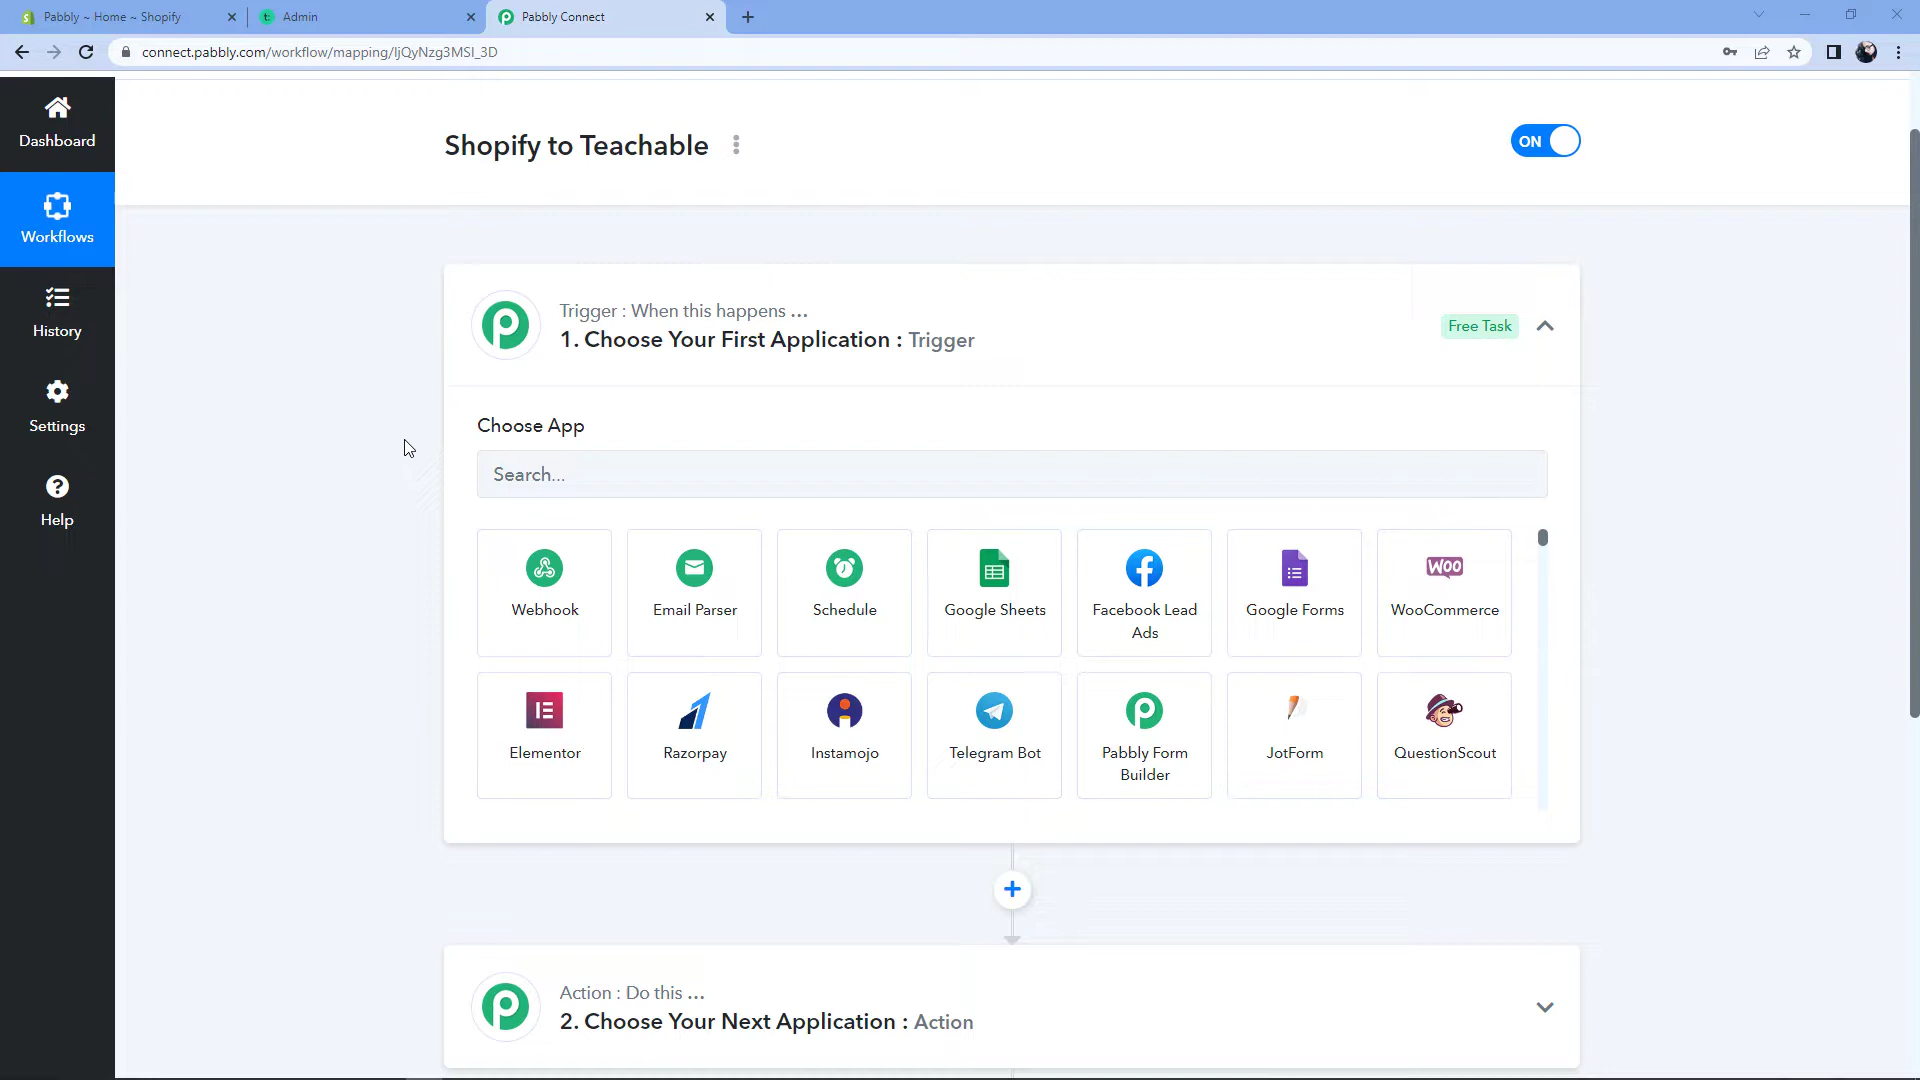 Pabbly ~ Home ~ Shopify
Admin
Pabbly Connect
connect.pabbly.com/workflow/mapping/IjQyNzg3MSI_3D
Dashboard
Workflows
History
Settings
Help
Shopify to Teachable
ON
Trigger : When this happens ...
1. Choose Your First Application : Trigger
Free Task
Choose App
Search...
Webhook
Email Parser
Schedule
Google Sheets
Facebook Lead
Ads
Google Forms
WOO
WooCommerce
Elementor
Razorpay
Instamojo
Telegram Bot
Pabbly Form
Builder
JotForm
QuestionScout
Action : Do this ...
2. Choose Your Next Application : Action